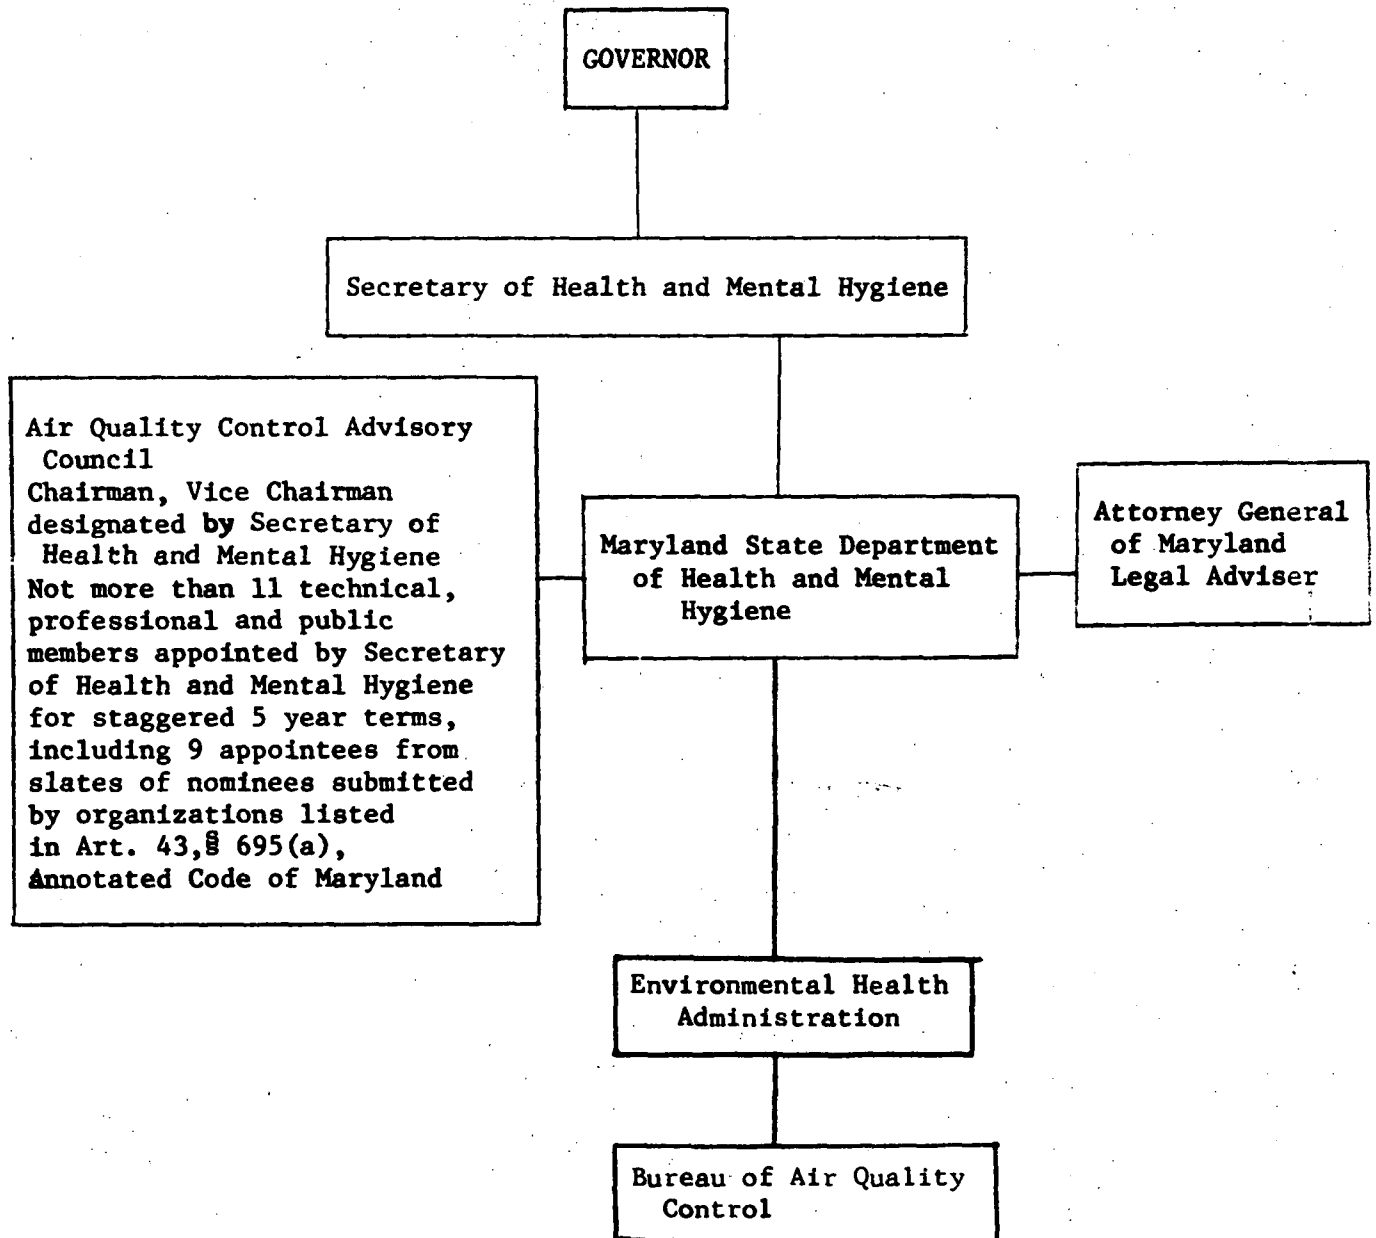 GOVERNOR
Secretary of Health and Mental Hygiene
Air Quality Control Advisory
Council
Chairman, Vice Chairman
designated by Secretary of
Health and Mental Hygiene
Not more than 11 technical,
professional and public
members appointed by Secretary
of Health and Mental Hygiene
for staggered 5 year terms,
including 9 appointees from
slates of nominees submitted
by organizations listed
in Art. 43,§ 695(a),
Annotated Code of Maryland
Maryland State Department
of Health and Mental
Hygiene
Attorney General
of Maryland
Legal Adviser
Environmental Health
Administration
Bureau of Air Quality
Control